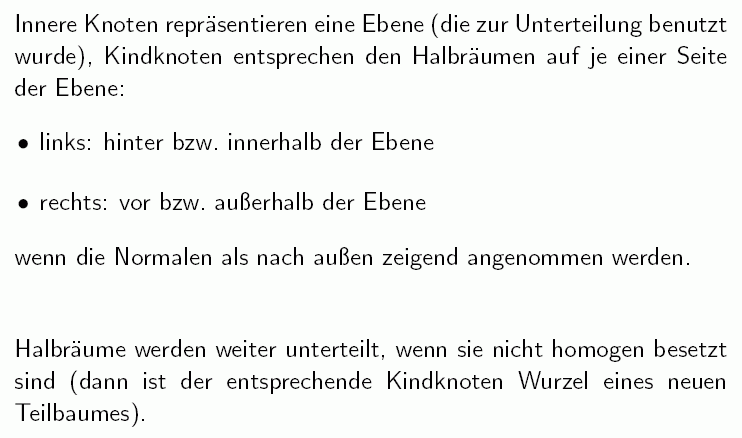 Innere Knoten repräsentieren eine Ebene (die zur Unterteilung benutzt
wurde), Kindknoten entsprechen den Halbräumen auf je einer Seite
der Ebene:
• links: hinter bzw. innerhalb der Ebene
• rechts: vor bzw. außerhalb der Ebene
wenn die Normalen als nach außen zeigend angenommen werden.
Halbräume werden weiter unterteilt, wenn sie nicht homogen besetzt
sind (dann ist der entsprechende Kindknoten Wurzel eines neuen
Teilbaumes).